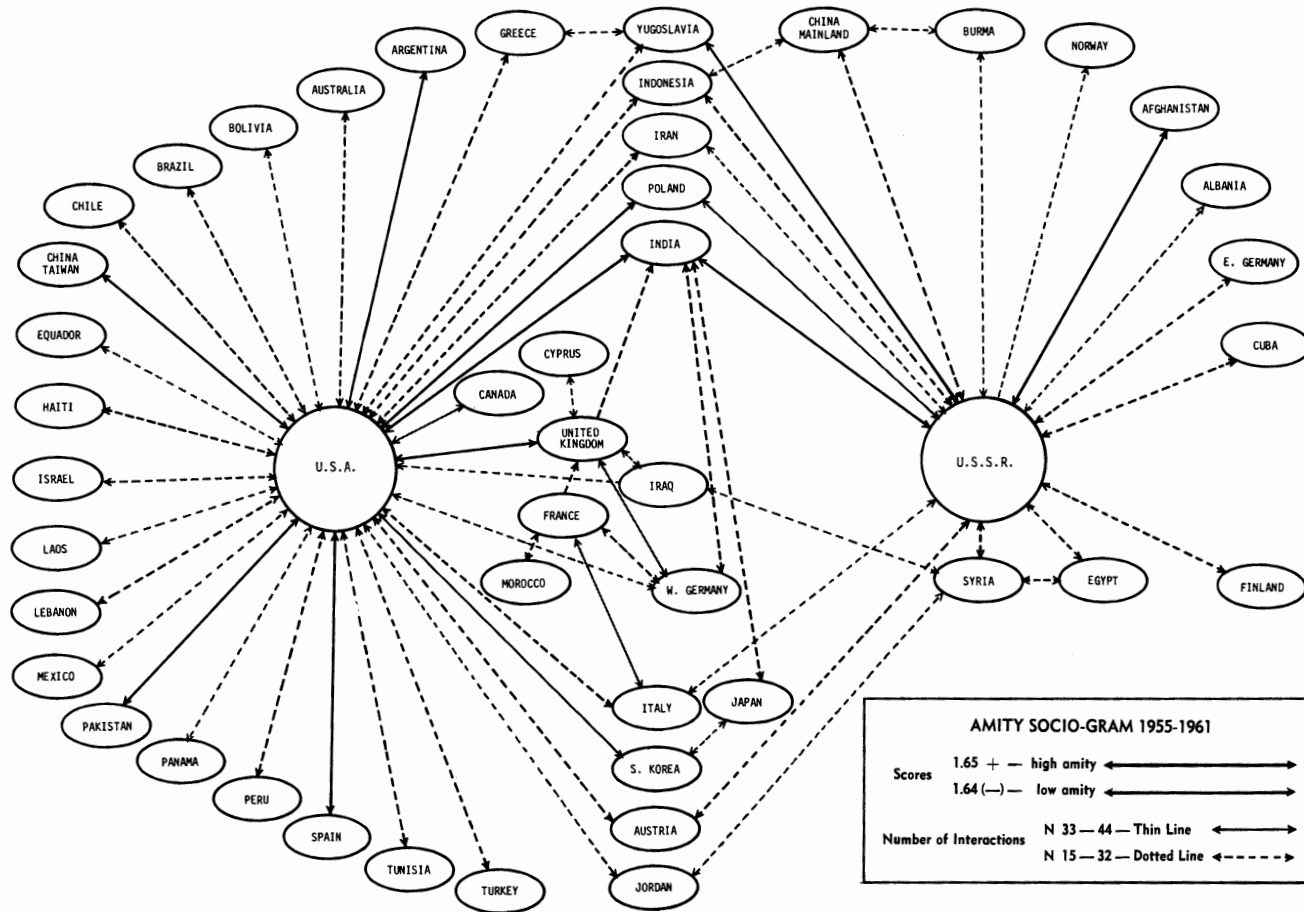 GREECE
YUGOSLAVIA
CHINA
MAINLAND
BURMA
NORWAY
ARGENTINA
INDONESIA
AUSTRALIA
AFGHANISTAN
BOLIVIA
IRAN
BRAZIL
POLAND
ALBANIA
CHILE
INDIA
CHINA
TAIWAN
E. GERMANY
EQUADOR
CYPRUS
CUBA
CANADA
HAITI
UNITED
KINGDOM
U.S.A.
U.S.S.R.
ISRAEL
IRAQ
FRANCE
LAOS
MOROCCO
W. GERMANY
SYRIA
EGYPT
FINLAND
LEBANON
MEXICO
ITALY
JAPAN
PAKISTAN
PANAMA
S. KOREA
PERU
SPAIN
AUSTRIA
TUNISIA
TURKEY
JORDAN
AMITY SOCIO-GRAM 1955-1961
Scores
1.65 + — high amity
1.64 (—) — low amity
Number of Interactions
N 33 — 44 — Thin Line
N 15 — 32 — Dotted Line